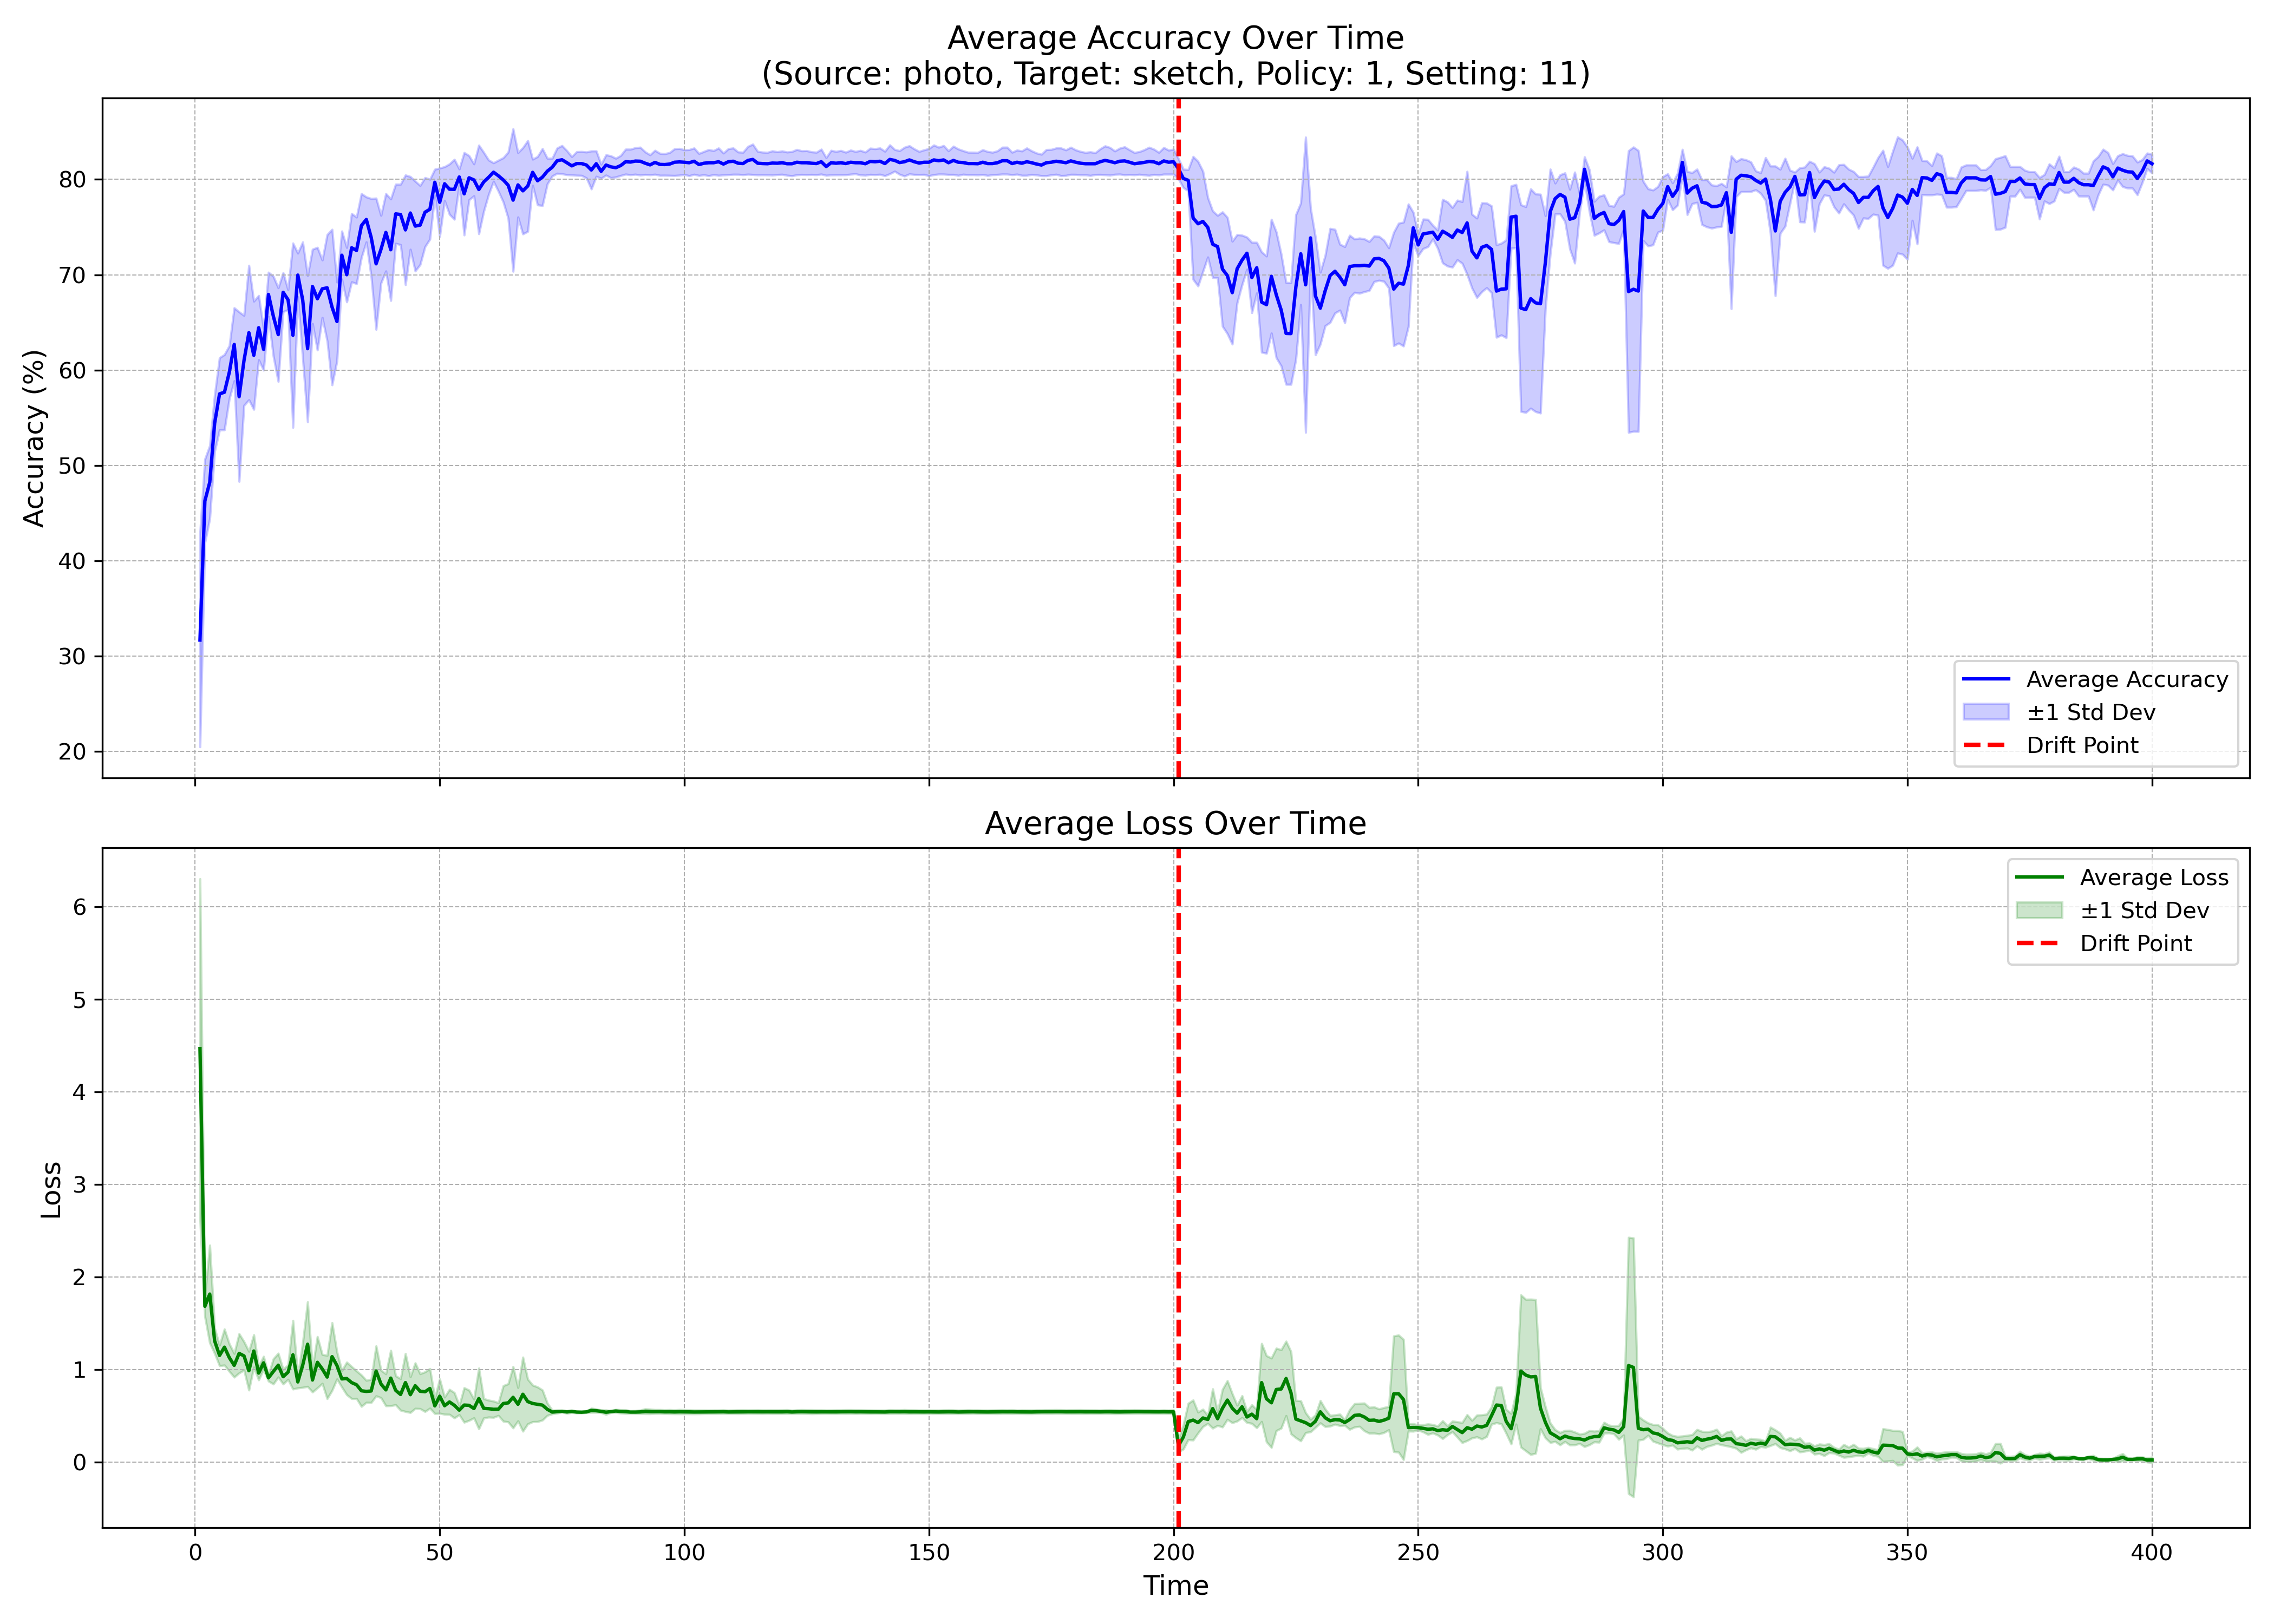 Average Accuracy Over Time
(Source: photo, Target: sketch, Policy: 1, Setting: 11)
Accuracy (%)
80
70
60
50
40
30
20
Average Accuracy
±1 Std Dev
Drift Point
Average Loss Over Time
Loss
6
5
4
3
2
1
0
Average Loss
±1 Std Dev
Drift Point
0 50 100 150 200 250 300 350 400
Time